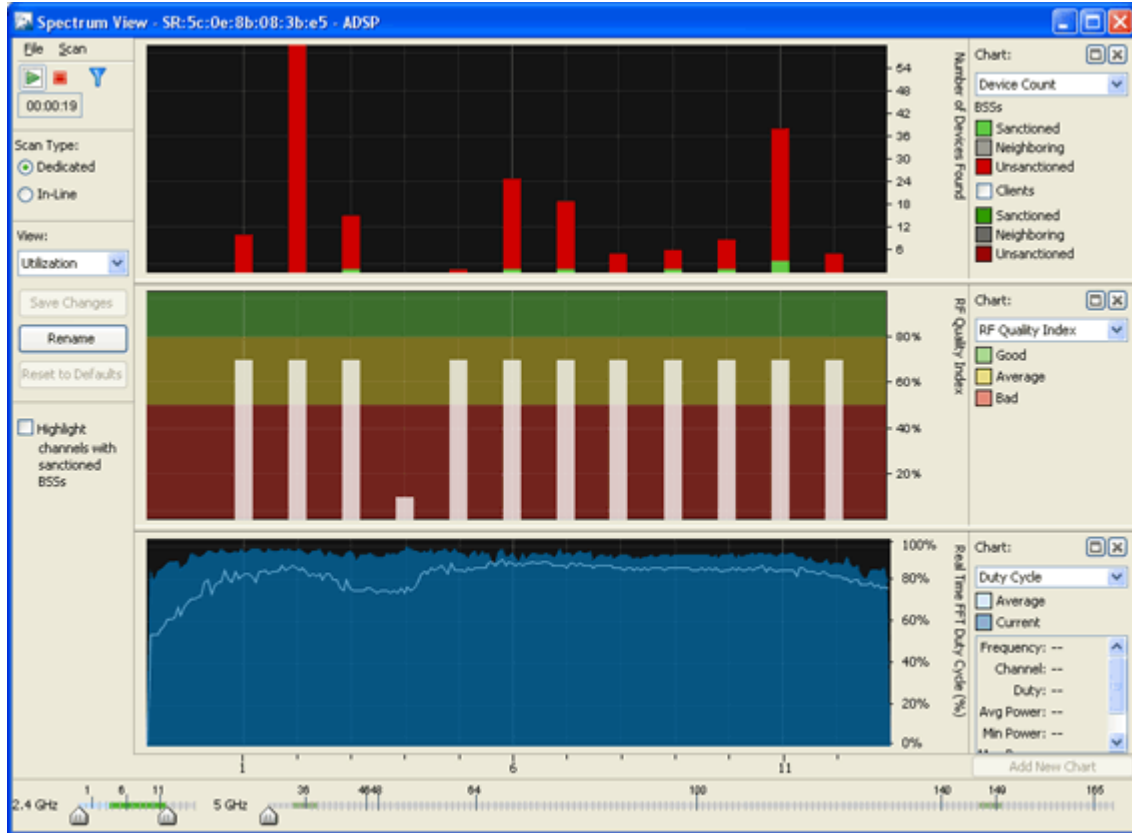 Spectrum View - SR:5c:0e:8b:08:3b:e5 - ADSP
File Scan
00:00:19
Scan Type:
Dedicated
In-Line
View:
Utilization
Save Changes
Rename
Reset to Defaults
Highlight
channels with
sanctioned
BSSs
54
48
42
36
30
24
18
12
6
Number of Devices Found
Chart:
Device Count
BSSs
Sanctioned
Neighboring
Unsanctioned
Clients
Sanctioned
Neighboring
Unsanctioned
80%
60%
40%
20%
RF Quality Index
Chart:
RF Quality Index
Good
Average
Bad
100%
80%
60%
40%
20%
0%
Real Time FFT Duty Cycle (%)
Chart:
Duty Cycle
Average
Current
Frequency: --
Channel: --
Duty: --
Avg Power: --
Min Power: --
1 6 11
Add New Chart
2.4 GHz 1 6 11
5 GHz 36 48 64 100 140 149 165